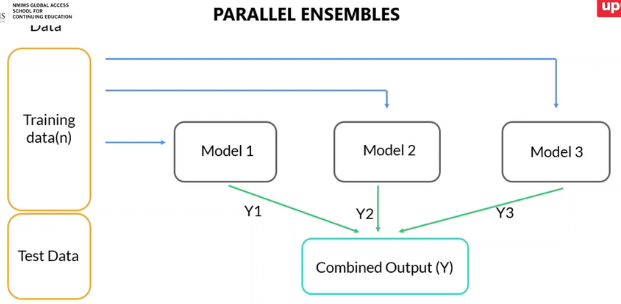 NMIMS GLOBAL ACCESS
SCHOOL FOR
CONTINUING EDUCATION
PARALLEL ENSEMBLES
up
Data
Training
data(n)
Model 1
Model 2
Model 3
Y1
Y2
Y3
Test Data
Combined Output (Y)